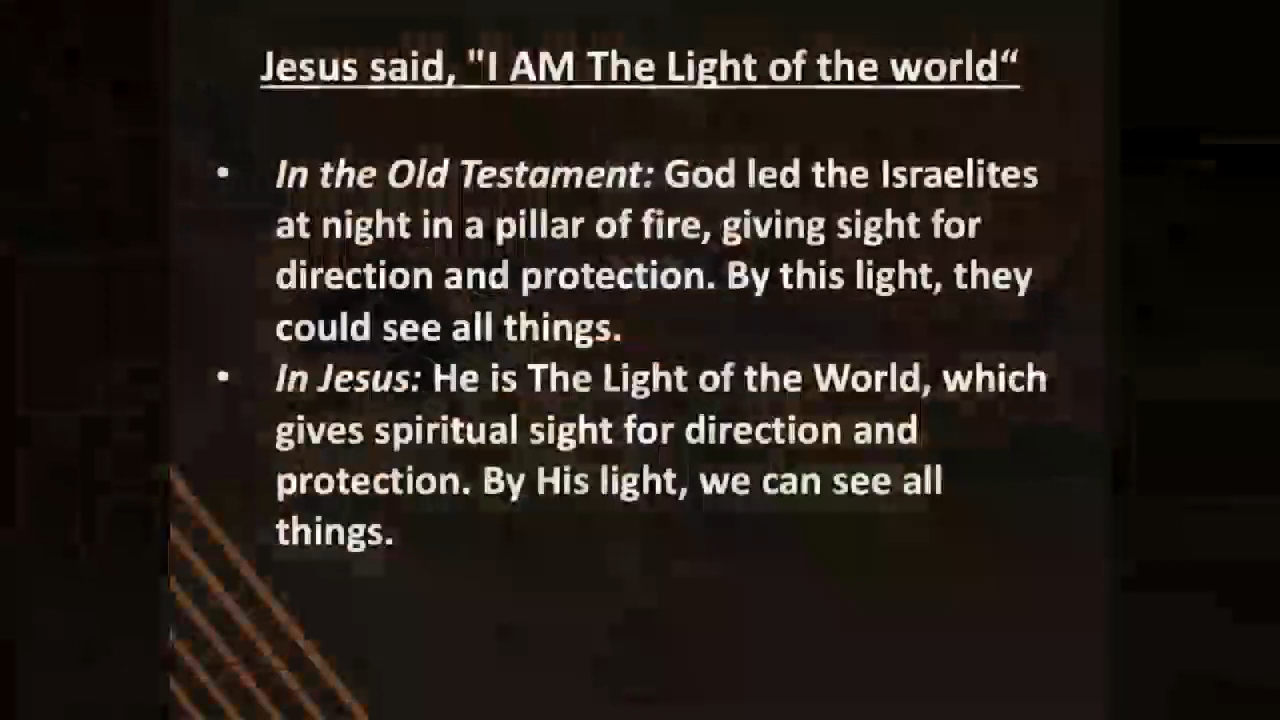 Jesus said, "I AM The Light of the world“
• In the Old Testament: God led the Israelites
at night in a pillar of fire, giving sight for
direction and protection. By this light, they
could see all things.
• In Jesus: He is The Light of the World, which
gives spiritual sight for direction and
protection. By His light, we can see all
things.